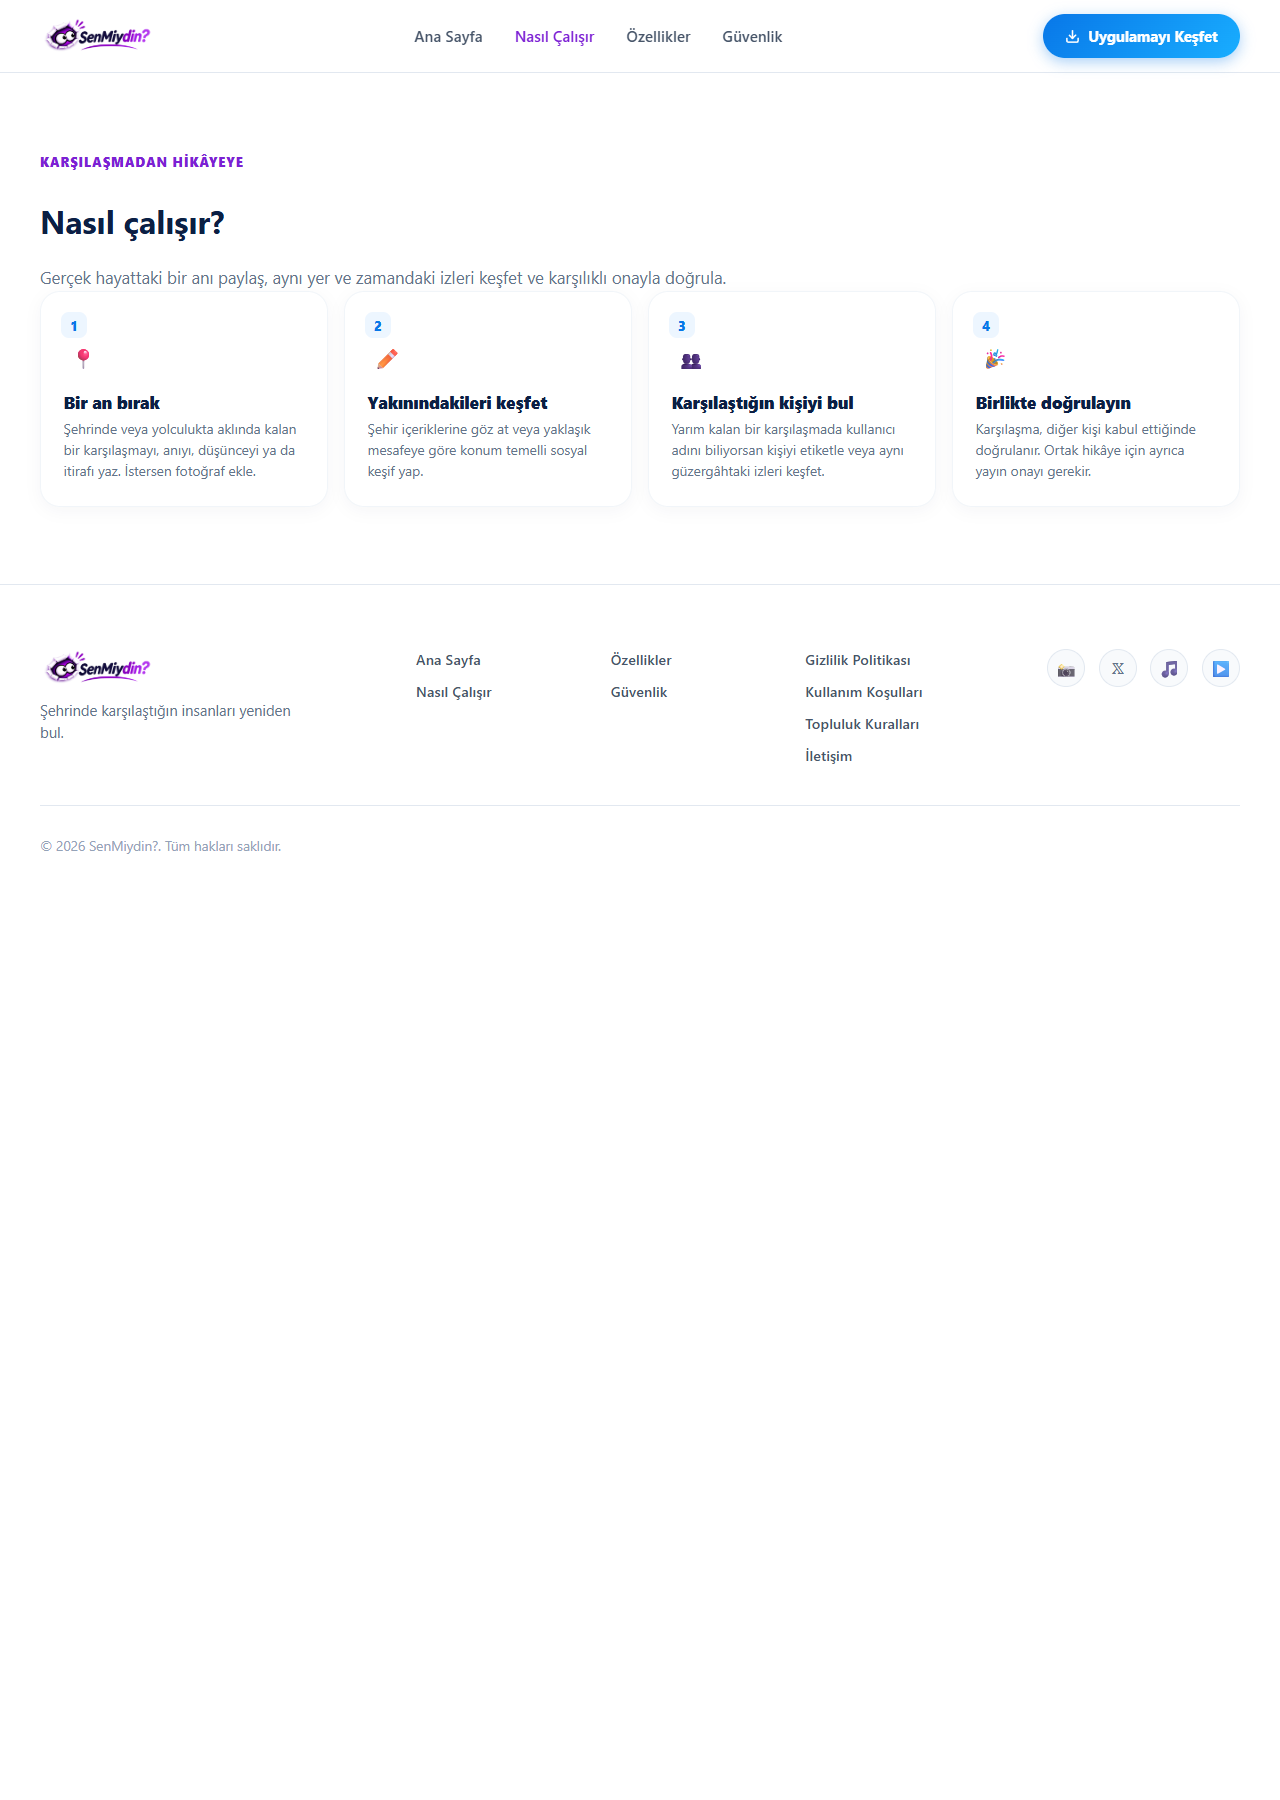 SenMiydin?
Ana Sayfa
Nasıl Çalışır
Özellikler
Güvenlik
Uygulamayı Keşfet
KARŞILAŞMADAN HİKÂYEYE
Nasıl çalışır?
Gerçek hayattaki bir anı paylaş, aynı yer ve zamandaki izleri keşfet ve karşılıklı onayla doğrula.
1
Bir an bırak
Şehrinde veya yolculukta aklında kalan
bir karşılaşmayı, anıyı, düşünceyi ya da
itirafı yaz. İstersen fotoğraf ekle.
2
Yakınındakileri keşfet
Şehir içeriklerine göz at veya yaklaşık
mesafeye göre konum temelli sosyal
keşif yap.
3
Karşılaştığın kişiyi bul
Yarım kalan bir karşılaşmada kullanıcı
adını biliyorsan kişiyi etiketle veya aynı
güzergâhtaki izleri keşfet.
4
Birlikte doğrulayın
Karşılaşma, diğer kişi kabul ettiğinde
doğrulanır. Ortak hikâye için ayrıca
yayın onayı gerekir.
SenMiydin?
Şehrinde karşılaştığın insanları yeniden
bul.
Ana Sayfa
Nasıl Çalışır
Özellikler
Güvenlik
Gizlilik Politikası
Kullanım Koşulları
Topluluk Kuralları
İletişim
𝕏
© 2026 SenMiydin?. Tüm hakları saklıdır.